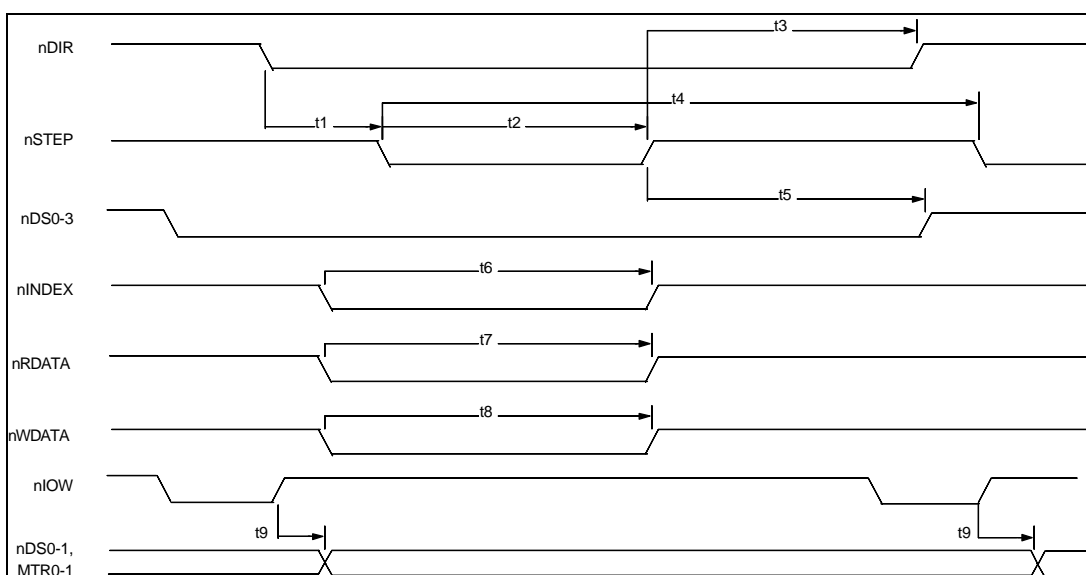 nDIR
t3
t4
nSTEP
t1
t2
nDS0-3
t5
nINDEX
t6
nRDATA
t7
nWDATA
t8
nIOW
t9
t9
nDS0-1,
MTR0-1